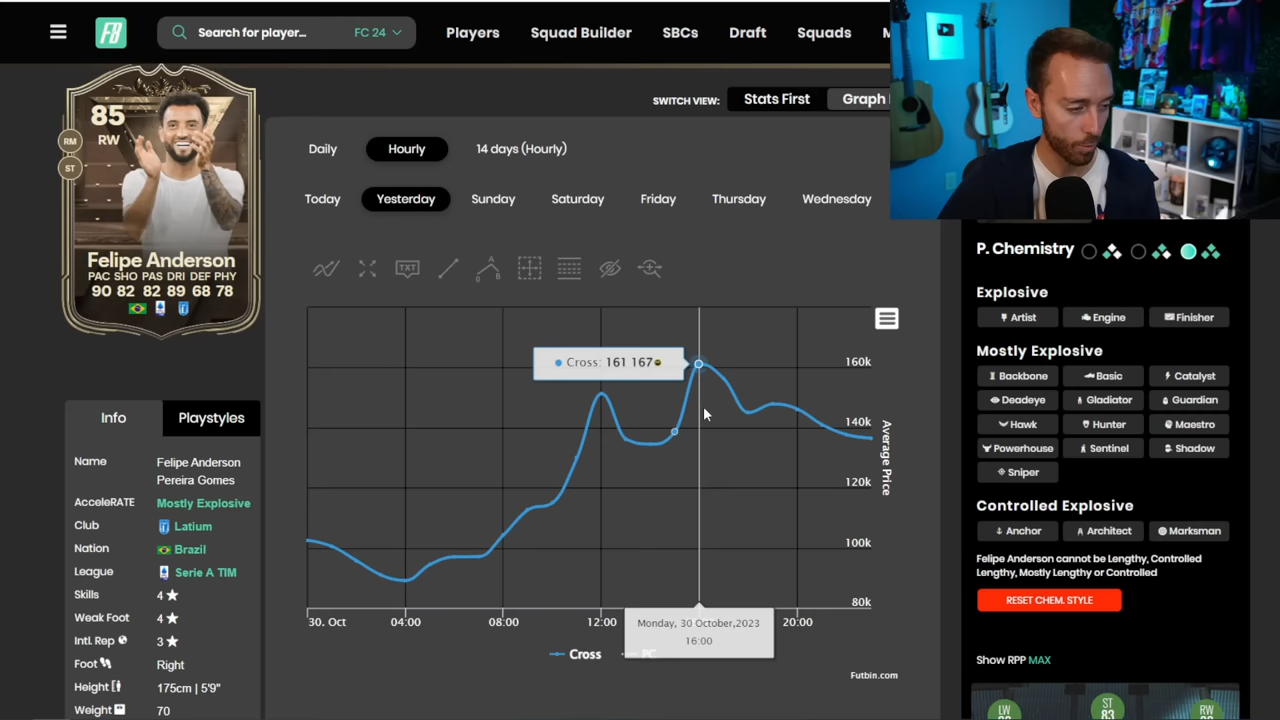 FB
Search for player...
FC 24
Players
Squad Builder
SBCs
Draft
Squads
M
85
RW
RM
ST
Felipe Anderson
PAC SHO PAS DRI DEF PHY
90 82 82 89 68 78
SWITCH VIEW:
Stats First
Graph
Daily
Hourly
14 days (Hourly)
Today
Yesterday
Sunday
Saturday
Friday
Thursday
Wednesday
TXT
Cross: 161 167
160k
140k
120k
100k
80k
Average Price
30. Oct
04:00
08:00
12:00
20:00
Monday, 30 October,2023
16:00
Cross
PC
Futbin.com
Info
Playstyles
Name
Felipe Anderson
Pereira Gomes
AcceleRATE
Mostly Explosive
Club
Latium
Nation
Brazil
League
Serie A TIM
Skills
4
Weak Foot
4
Intl. Rep
3
Foot
Right
Height
175cm | 5'9"
Weight
70
P. Chemistry
Explosive
Artist
Engine
Finisher
Mostly Explosive
Backbone
Basic
Catalyst
Deadeye
Gladiator
Guardian
Hawk
Hunter
Maestro
Powerhouse
Sentinel
Shadow
Sniper
Controlled Explosive
Anchor
Architect
Marksman
Felipe Anderson cannot be Lengthy, Controlled
Lengthy, Mostly Lengthy or Controlled
RESET CHEM. STYLE
Show RPP MAX
LW
ST
83
RW